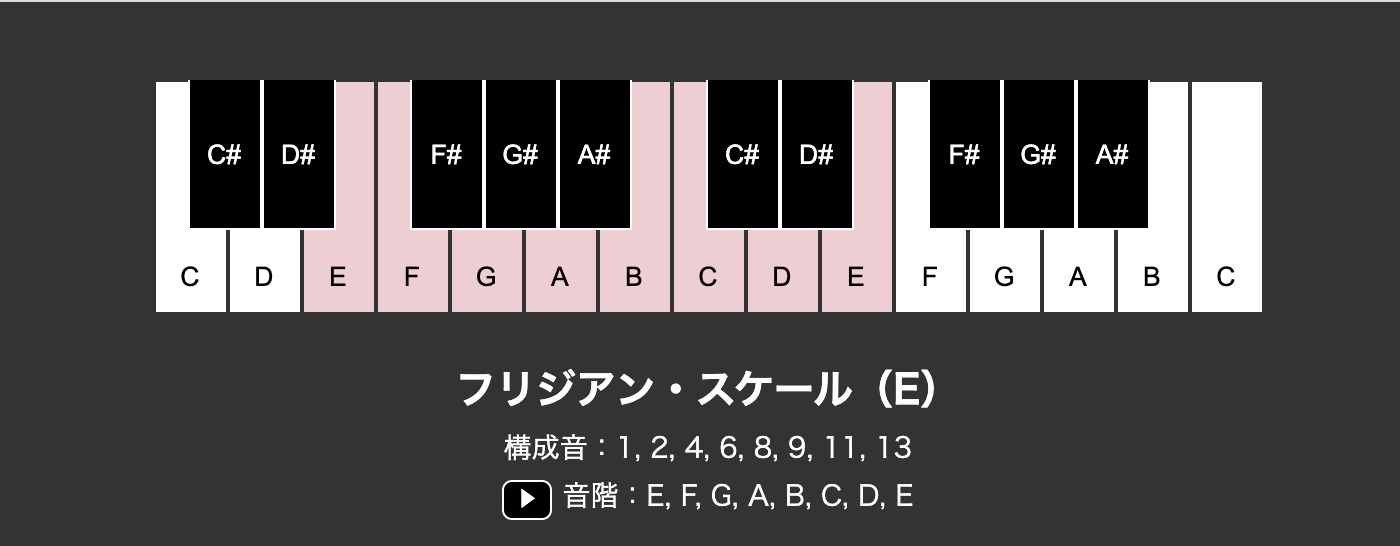 C# D# F# G# A# C# D# F# G# A#
C D E F G A B C D E F G A B C
フリジアン・スケール（E）
構成音：1, 2, 4, 6, 8, 9, 11, 13
音階：E, F, G, A, B, C, D, E